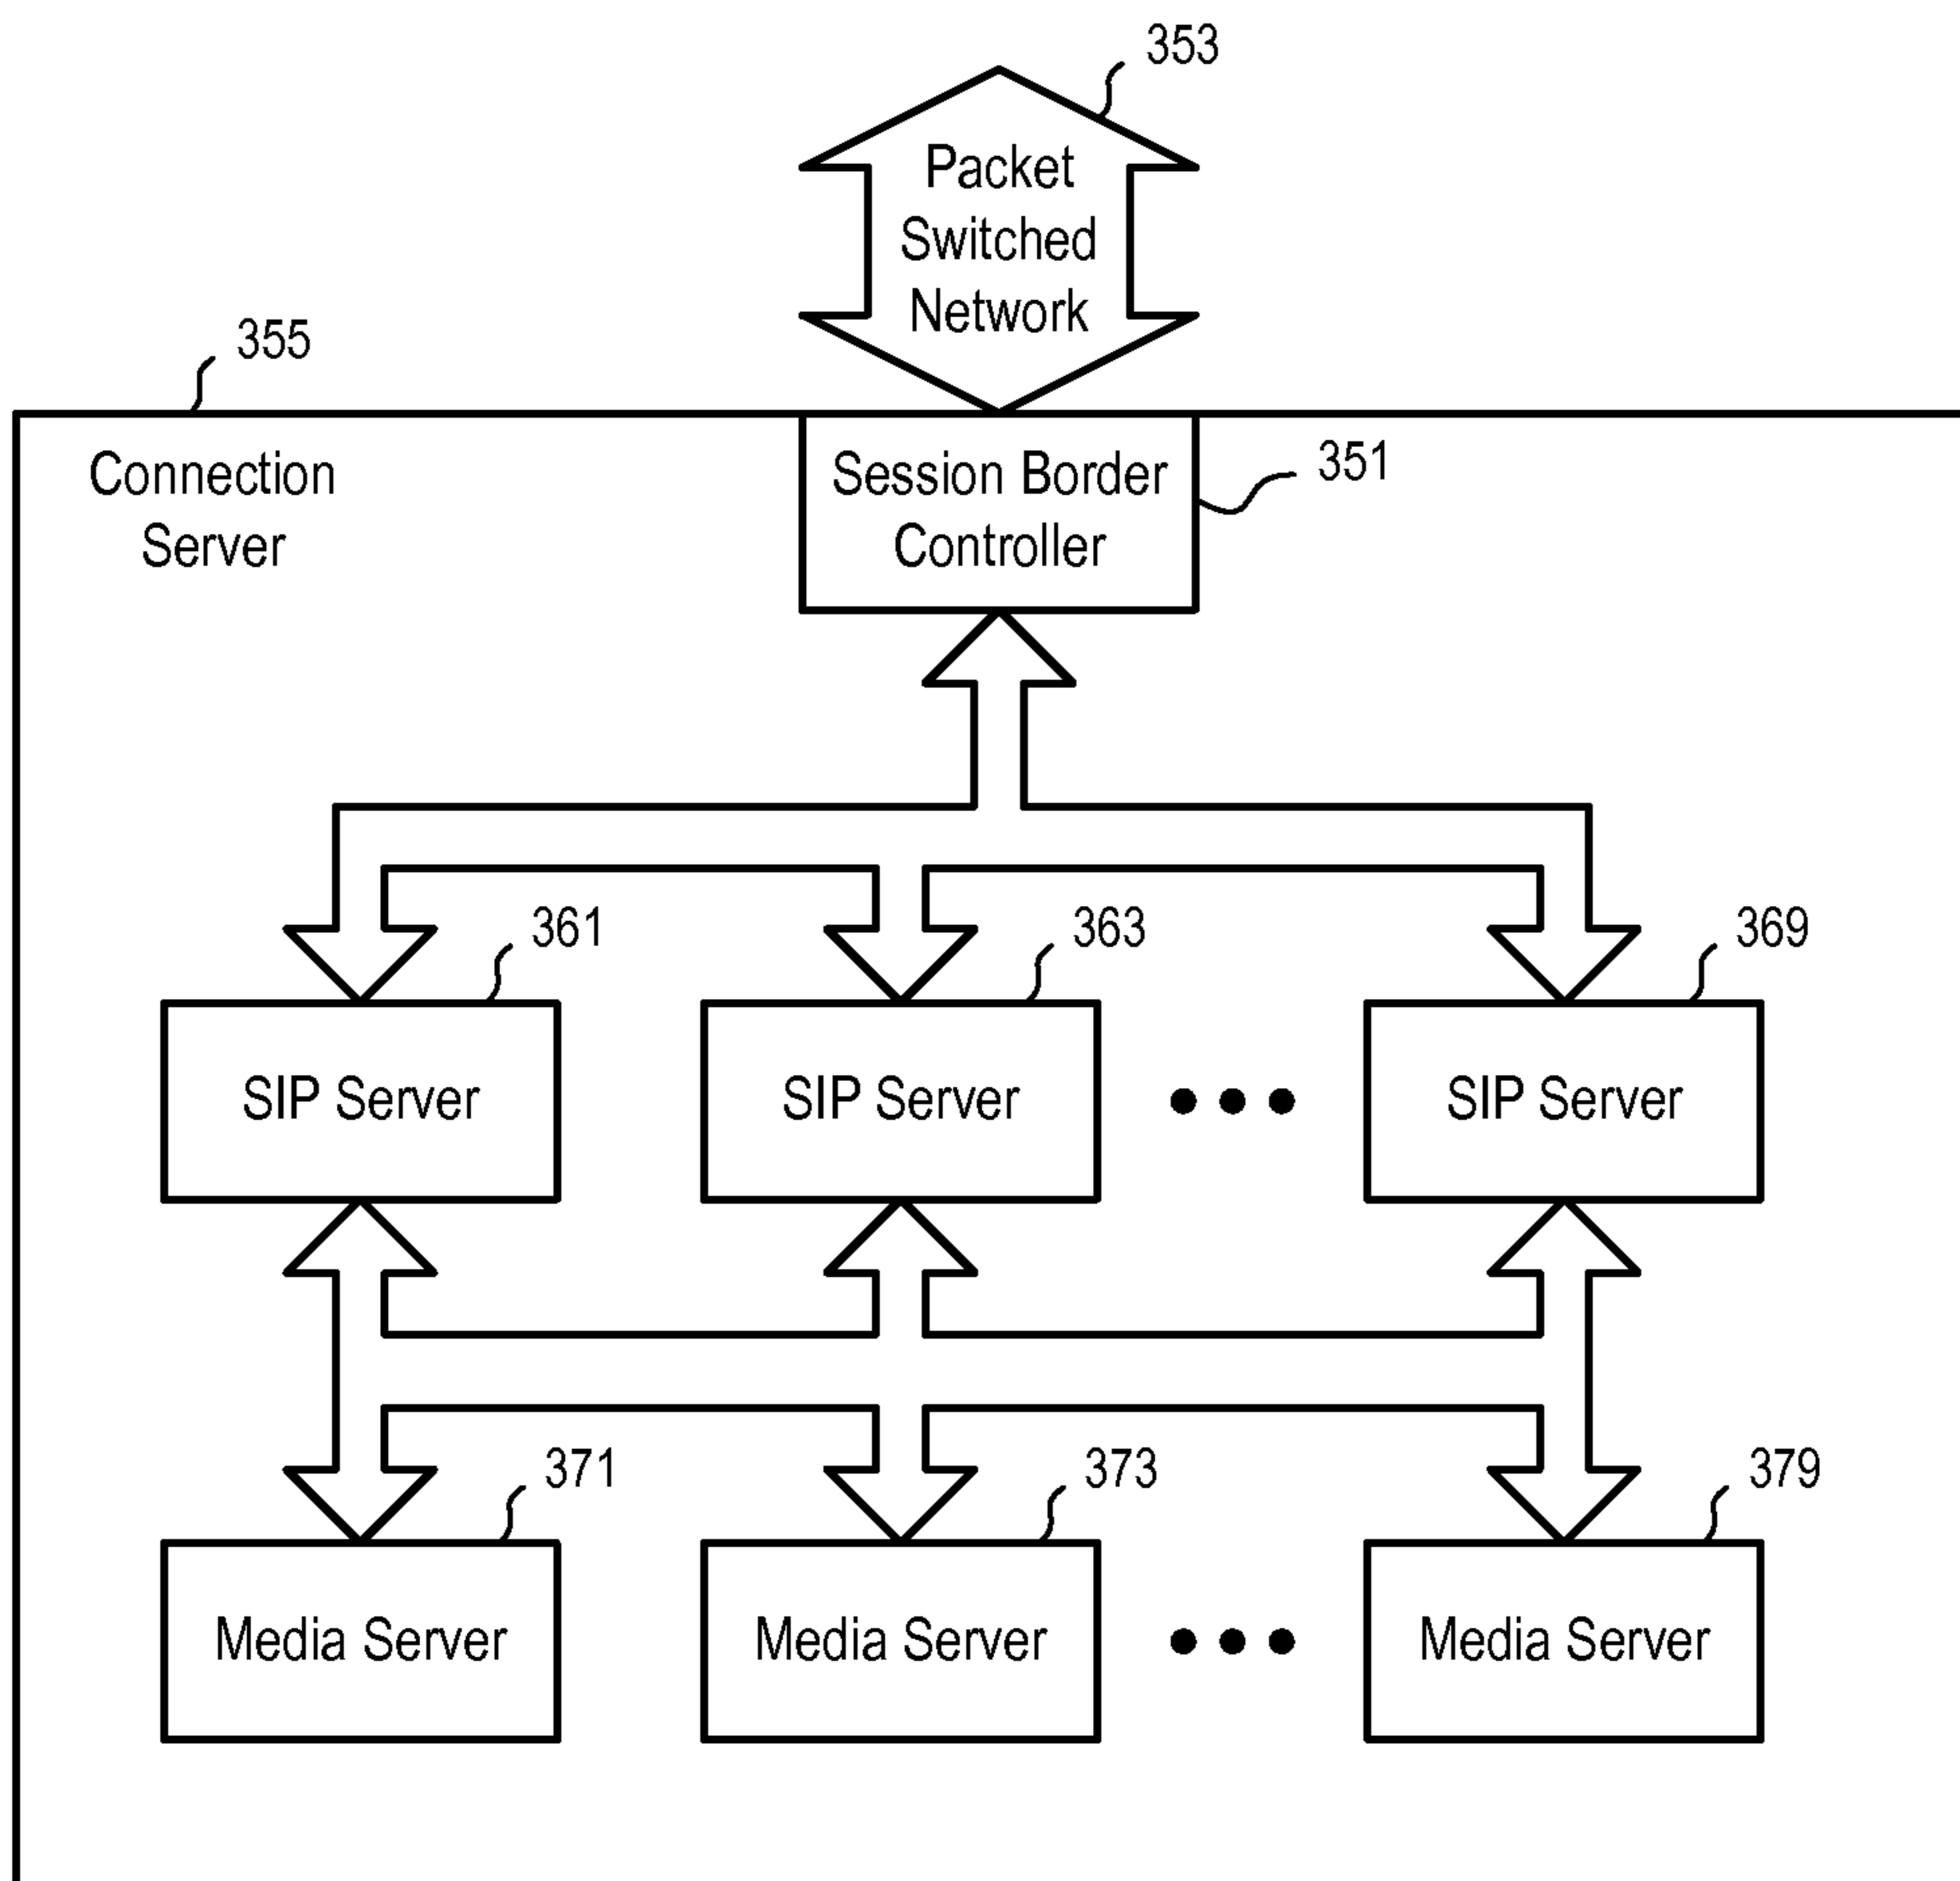 353
Packet
Switched
Network
355
Connection
Server
Session Border
Controller
351
361
363
369
SIP Server
SIP Server
SIP Server
371
373
379
Media Server
Media Server
Media Server